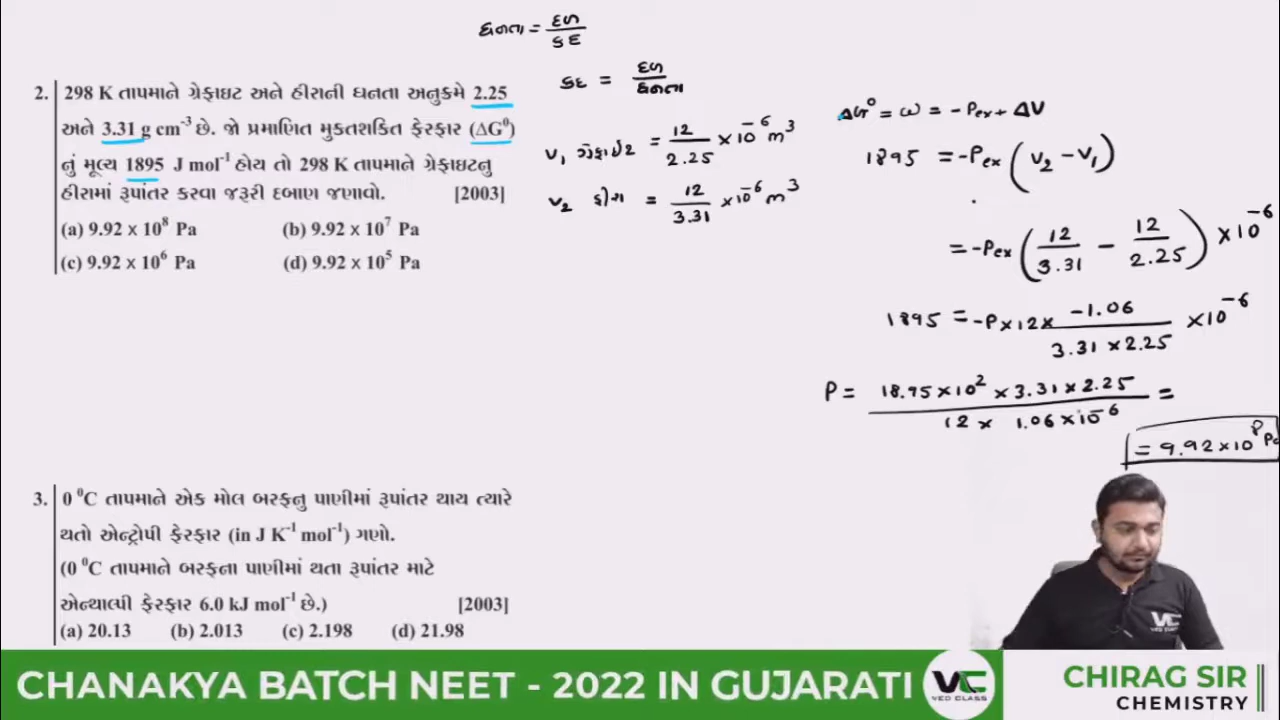 ઘનતા = દળ / કદ
કદ = દળ / ઘનતા
2. 298 K તાપમાને ગ્રેફાઇટ અને હીરાની ઘનતા અનુક્રમે 2.25
અને 3.31 g cm⁻³ છે. જો પ્રમાણિત મુક્તશક્તિ ફેરફાર (ΔG⁰)
નું મૂલ્ય 1895 J mol⁻¹ હોય તો 298 K તાપમાને ગ્રેફાઇટનુ
હીરામાં રૂપાંતર કરવા જરૂરી દબાણ જણાવો. [2003]
(a) 9.92 x 10⁸ Pa (b) 9.92 x 10⁷ Pa
(c) 9.92 x 10⁶ Pa (d) 9.92 x 10⁵ Pa
V₁ ગ્રેફાઈટ = 12 / 2.25 × 10⁻⁶ m³
V₂ હીરા = 12 / 3.31 × 10⁻⁶ m³
ΔG⁰ = ω = -Pex + ΔV
1895 = -Pex (V₂ - V₁)
= -Pex (12 / 3.31 - 12 / 2.25) × 10⁻⁶
1895 = -P × 12 × -1.06 / 3.31 × 2.25 × 10⁻⁶
P = 18.95 × 10² × 3.31 × 2.25 / 12 × 1.06 × 10⁻⁶ =
= 9.92 × 10⁸ Pa
3. 0 ⁰C તાપમાને એક મોલ બરફનુ પાણીમાં રૂપાંતર થાય ત્યારે
થતો એન્ટ્રોપી ફેરફાર (in J K⁻¹ mol⁻¹) ગણો.
(0 ⁰C તાપમાને બરફના પાણીમાં થતા રૂપાંતર માટે
એન્થાલ્પી ફેરફાર 6.0 kJ mol⁻¹ છે.) [2003]
(a) 20.13 (b) 2.013 (c) 2.198 (d) 21.98
VC
VED CLASS
CHANAKYA BATCH NEET - 2022 IN GUJARATI
VC
VED CLASS
CHIRAG SIR
CHEMISTRY